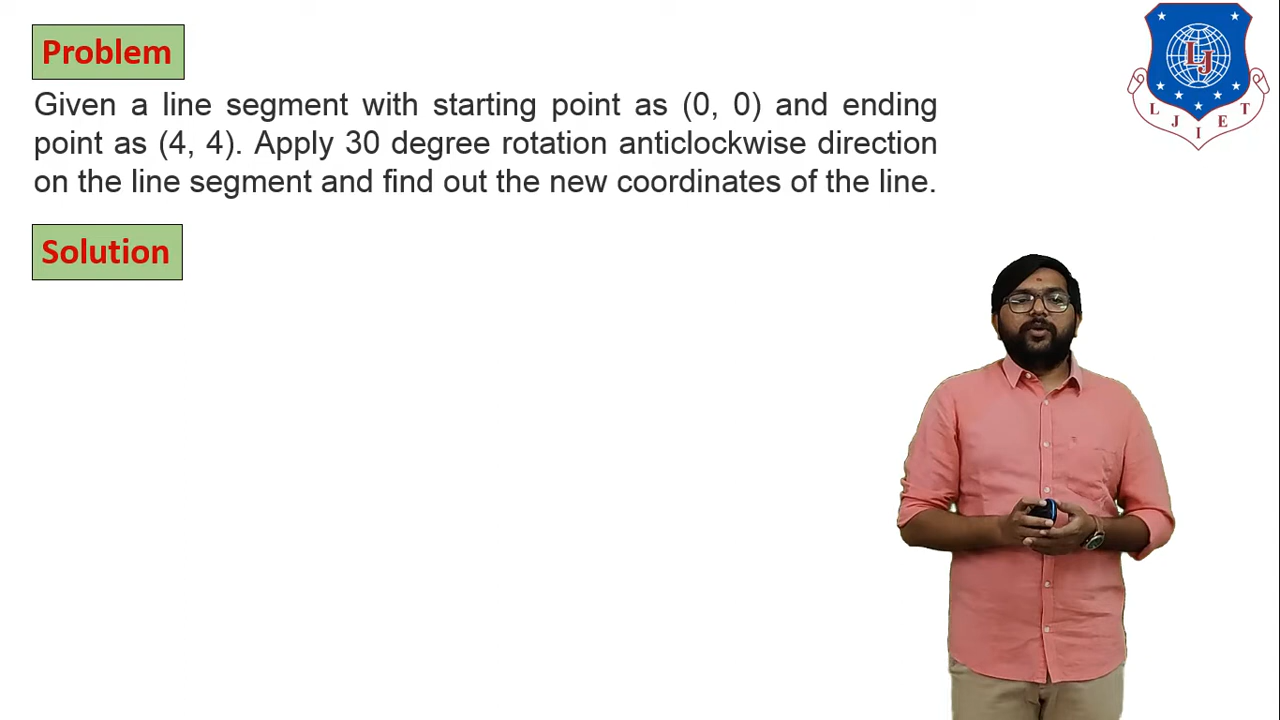 Problem
Given a line segment with starting point as (0, 0) and ending
point as (4, 4). Apply 30 degree rotation anticlockwise direction
on the line segment and find out the new coordinates of the line.
Solution
LJ
L J I E T